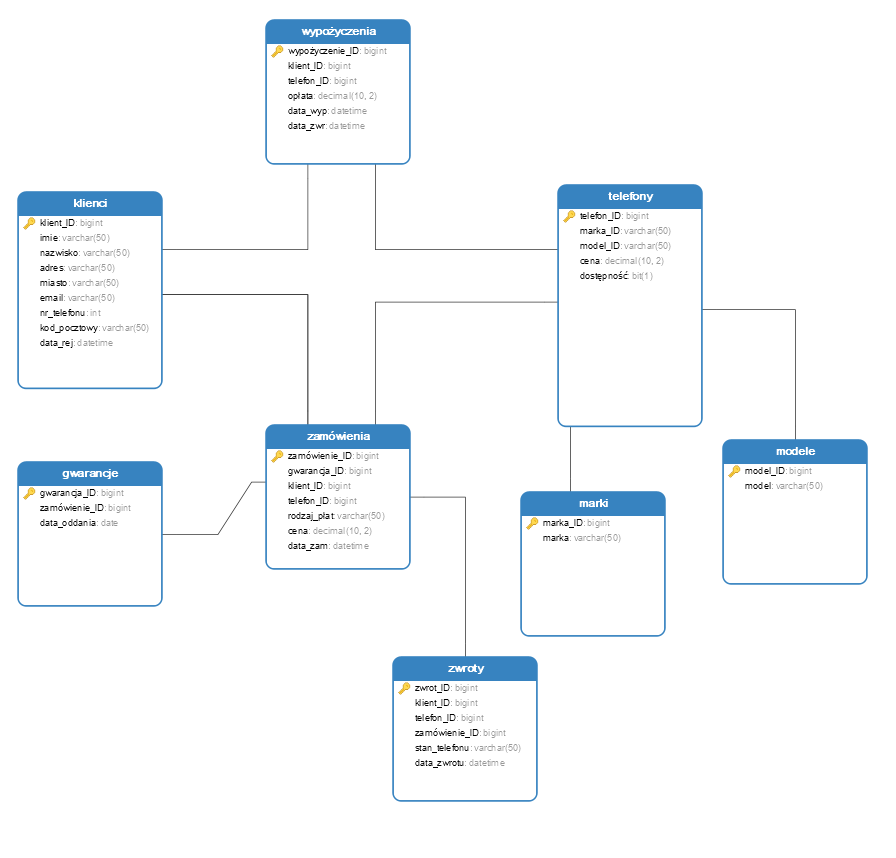 wypożyczenia
wypożyczenie_ID: bigint
klient_ID: bigint
telefon_ID: bigint
opłata: decimal(10, 2)
data_wyp: datetime
data_zwr: datetime
klienci
klient_ID: bigint
imie: varchar(50)
nazwisko: varchar(50)
adres: varchar(50)
miasto: varchar(50)
email: varchar(50)
nr_telefonu: int
kod_pocztowy: varchar(50)
data_rej: datetime
telefony
telefon_ID: bigint
marka_ID: varchar(50)
model_ID: varchar(50)
cena: decimal(10, 2)
dostępność: bit(1)
zamówienia
zamówienie_ID: bigint
gwarancja_ID: bigint
klient_ID: bigint
telefon_ID: bigint
rodzaj_płat: varchar(50)
cena: decimal(10, 2)
data_zam: datetime
gwarancje
gwarancja_ID: bigint
zamówienie_ID: bigint
data_oddania: date
marki
marka_ID: bigint
marka: varchar(50)
modele
model_ID: bigint
model: varchar(50)
zwroty
zwrot_ID: bigint
klient_ID: bigint
telefon_ID: bigint
zamówienie_ID: bigint
stan_telefonu: varchar(50)
data_zwrotu: datetime